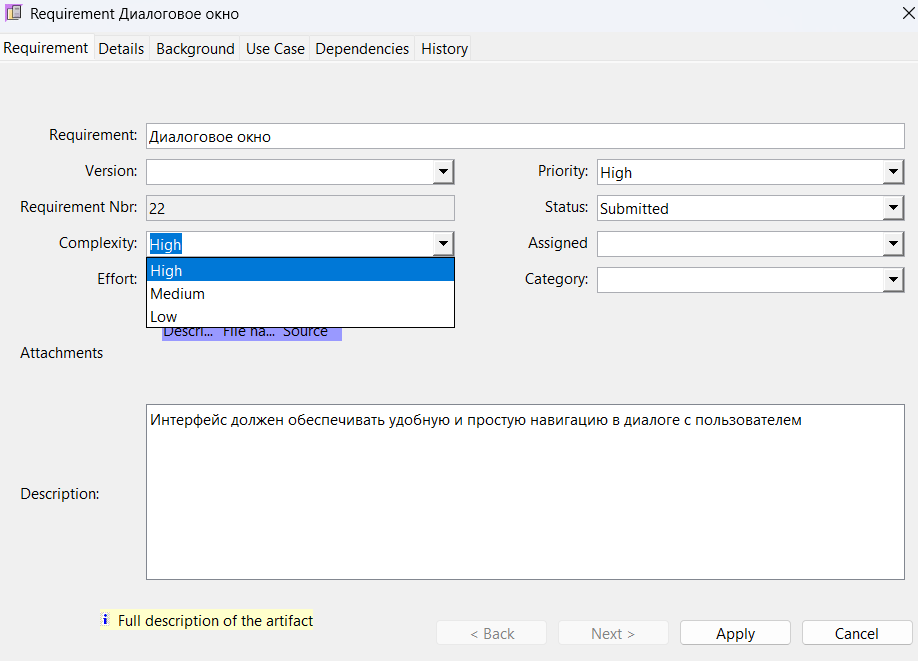 Requirement Диалоговое окно
Requirement Details Background Use Case Dependencies History
Requirement: Диалоговое окно
Version: Priority: High
Requirement Nbr: 22 Status: Submitted
Complexity: High Assigned
High
Effort: Category:
Medium
Low
Descri... File na... Source
Attachments
Интерфейс должен обеспечивать удобную и простую навигацию в диалоге с пользователем
Description:
i Full description of the artifact
< Back Next > Apply Cancel